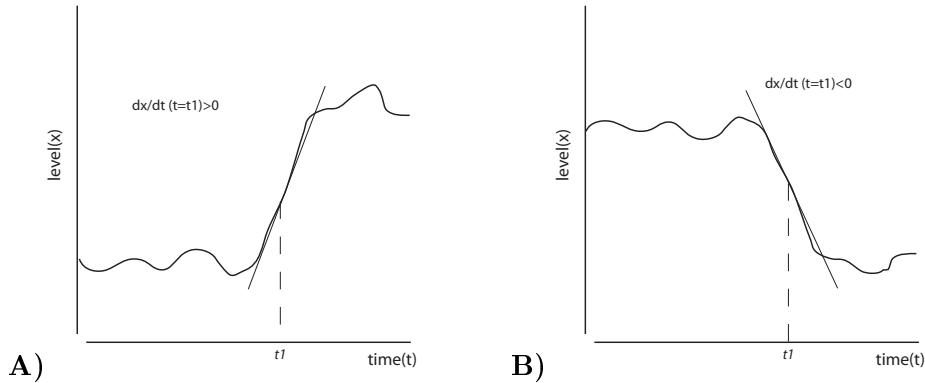 dx/dt (t=t1)>0
level(x)
t1
time(t)
A)
dx/dt (t=t1)<0
level(x)
t1
time(t)
B)